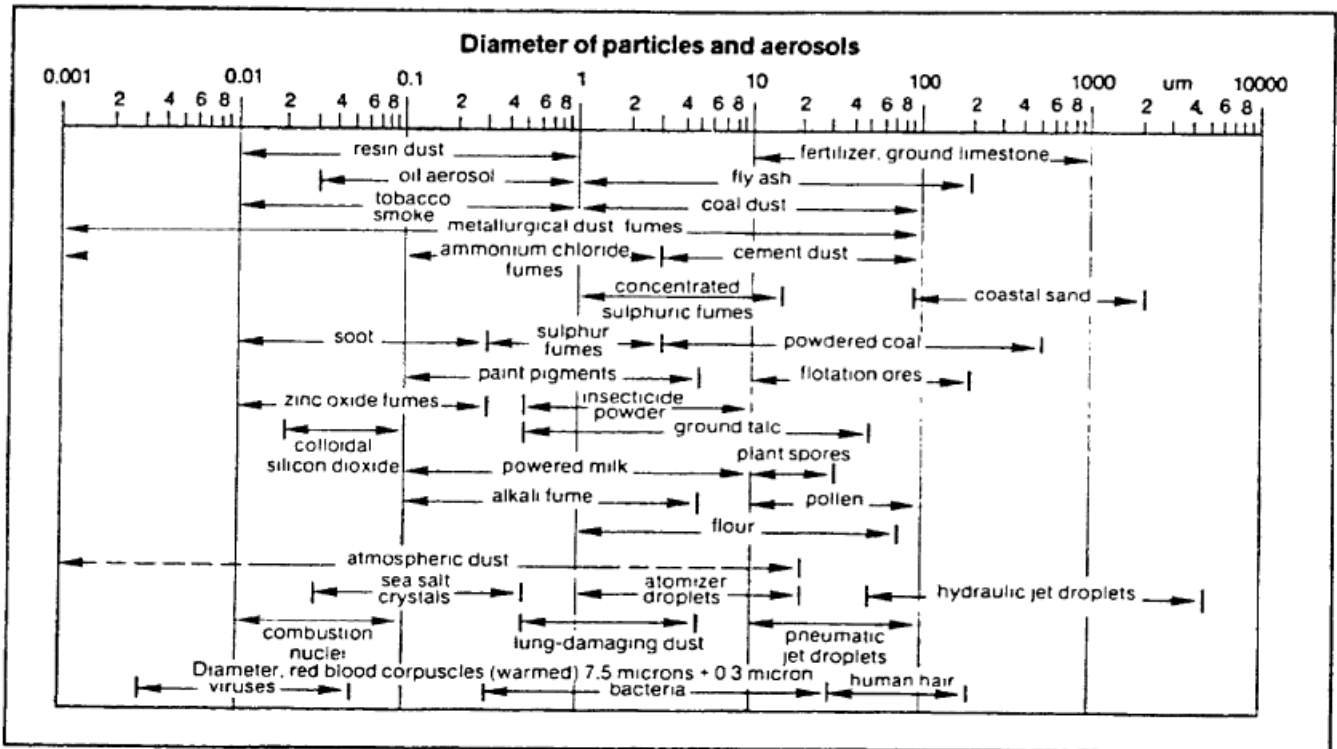 Diameter of particles and aerosols
0.001 0.01 0.1 1 10 100 1000 um 10000
2 4 6 8 2 4 6 8 2 4 6 8 2 4 6 8 2 4 6 8 2 4 6 8 2 4 6 8
resin dust fertilizer. ground limestone
oil aerosol fly ash
tobacco
smoke coal dust
metallurgical dust fumes
ammonium chloride
fumes cement dust
concentrated
sulphuric fumes coastal sand
soot sulphur
fumes powdered coal
paint pigments flotation ores
zinc oxide fumes insecticide
powder
ground talc
colloidal
silicon dioxide
plant spores
powered milk
alkali fume pollen
flour
atmospheric dust
sea salt
crystals atomizer
droplets hydraulic jet droplets
combustion
nuclei lung-damaging dust pneumatic
jet droplets
Diameter, red blood corpuscles (warmed) 7.5 microns + 0 3 micron
viruses bacteria human hair